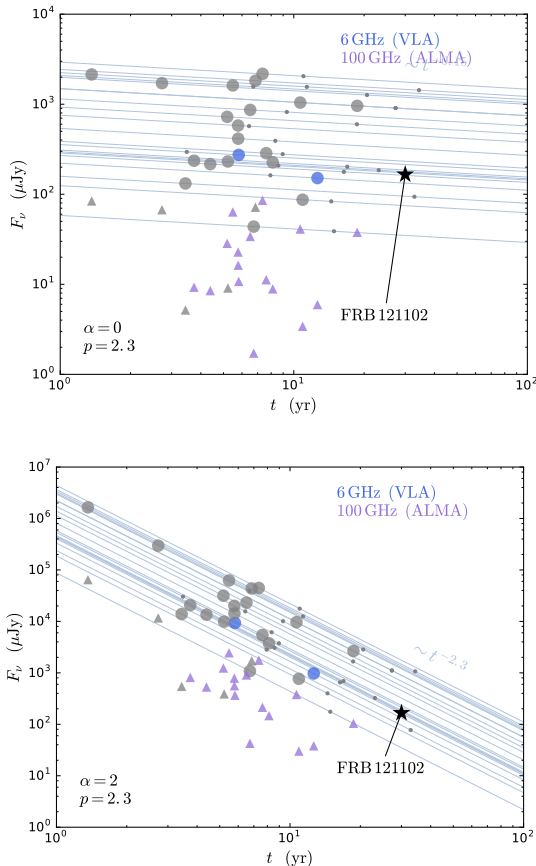 10^4
6 GHz (VLA)
100 GHz (ALMA)
10^3
F_ν (μJy)
10^2
10^1
FRB 121102
α = 0
p = 2.3
10^0
10^0 10^1 10^2
t (yr)
10^7
6 GHz (VLA)
100 GHz (ALMA)
10^6
10^5
10^4
F_ν (μJy)
10^3
∼ t^{-2.3}
10^2
FRB 121102
10^1
α = 2
p = 2.3
10^0
10^0 10^1 10^2
t (yr)